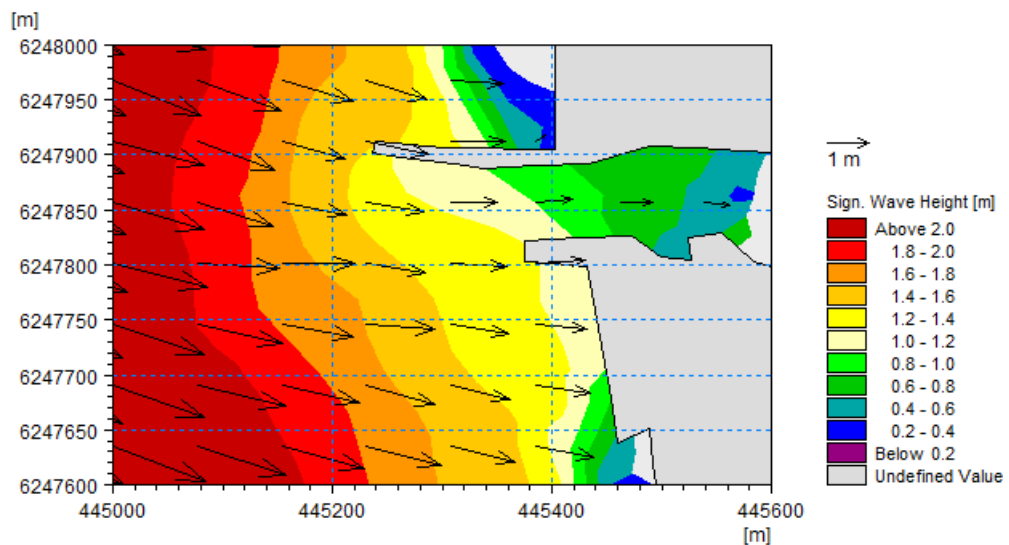 [m]
6248000
6247950
6247900
6247850
6247800
6247750
6247700
6247650
6247600
445000
445200
445400
445600
[m]
1 m
Sign. Wave Height [m]
Above 2.0
1.8 - 2.0
1.6 - 1.8
1.4 - 1.6
1.2 - 1.4
1.0 - 1.2
0.8 - 1.0
0.6 - 0.8
0.4 - 0.6
0.2 - 0.4
Below 0.2
Undefined Value